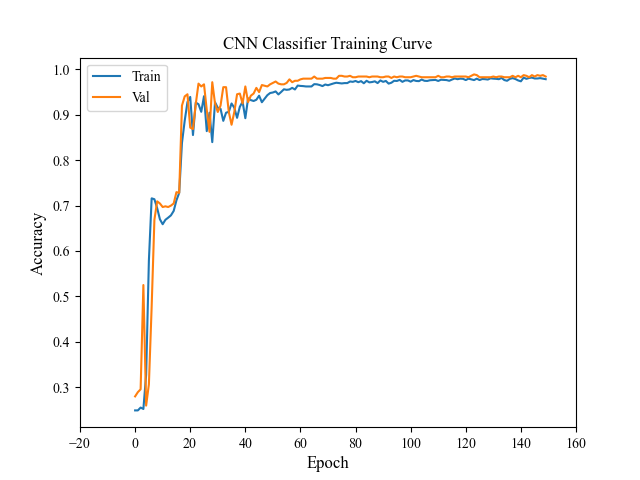 CNN Classifier Training Curve
Train
Val
Accuracy
1.0
0.9
0.8
0.7
0.6
0.5
0.4
0.3
−20 0 20 40 60 80 100 120 140 160
Epoch